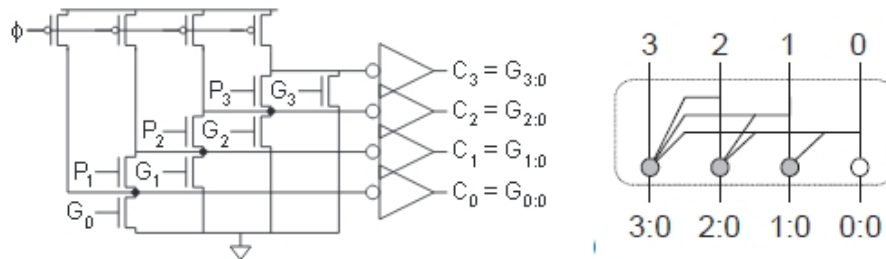 ϕ
P₃ G₃
P₂ G₂
P₁ G₁
G₀
C₃ = G₃:₀
C₂ = G₂:₀
C₁ = G₁:₀
C₀ = G₀:₀
3 2 1 0
3:0 2:0 1:0 0:0